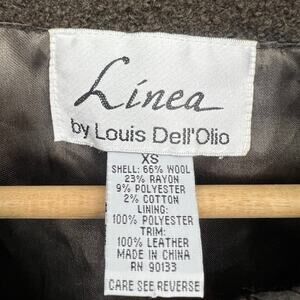 Linea
by Louis Dell'Olio
XS
SHELL: 66% WOOL
23% RAYON
9% POLYESTER
2% COTTON
LINING:
100% POLYESTER
TRIM:
100% LEATHER
MADE IN CHINA
RN 90133
CARE SEE REVERSE